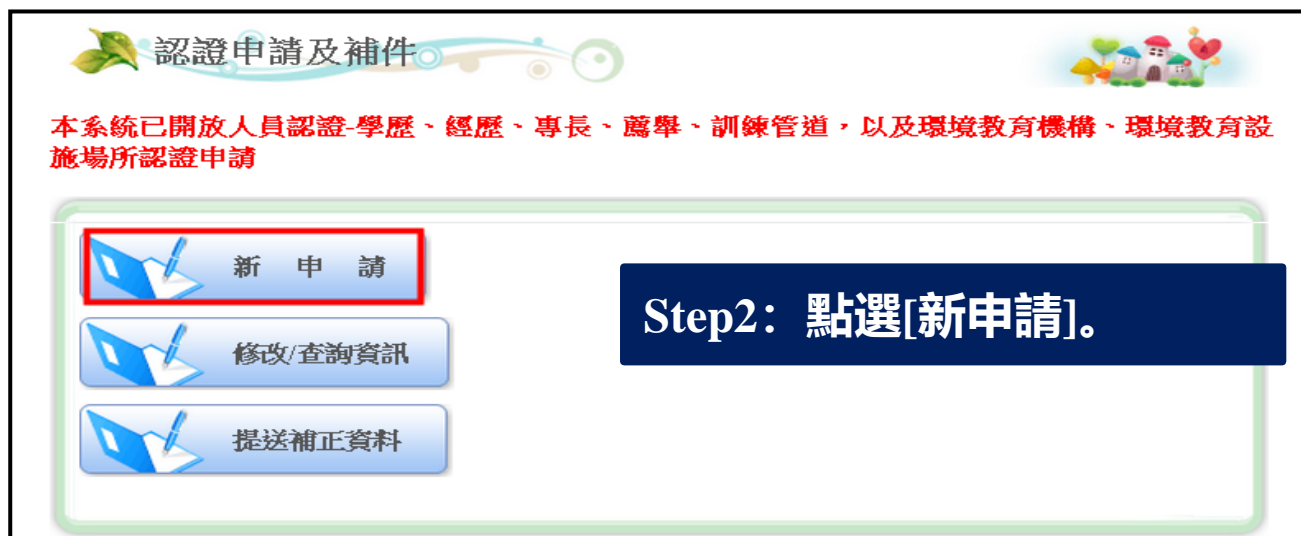 認證申請及補件
本系統已開放人員認證-學歷、經歷、專長、薦舉、訓練管道，以及環境教育機構、環境教育設
施場所認證申請
新 申 請
Step2：點選[新申請]。
修改/查詢資訊
提送補正資料